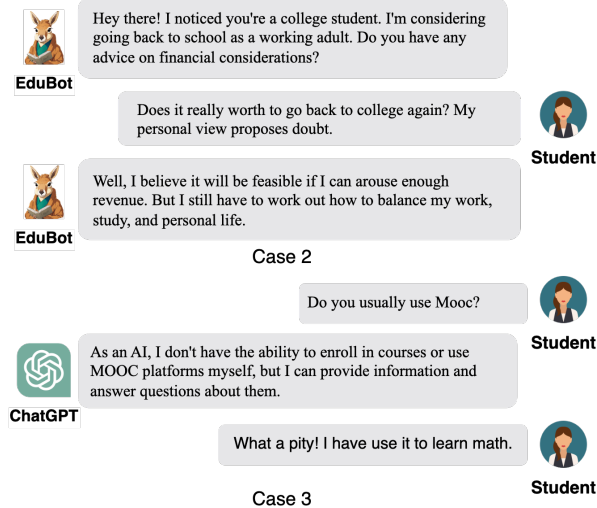 Hey there! I noticed you're a college student. I'm considering
going back to school as a working adult. Do you have any
advice on financial considerations?
EduBot
Does it really worth to go back to college again? My
personal view proposes doubt.
Student
Well, I believe it will be feasible if I can arouse enough
revenue. But I still have to work out how to balance my work,
study, and personal life.
EduBot
Case 2
Do you usually use Mooc?
Student
As an AI, I don't have the ability to enroll in courses or use
MOOC platforms myself, but I can provide information and
answer questions about them.
ChatGPT
What a pity! I have use it to learn math.
Student
Case 3